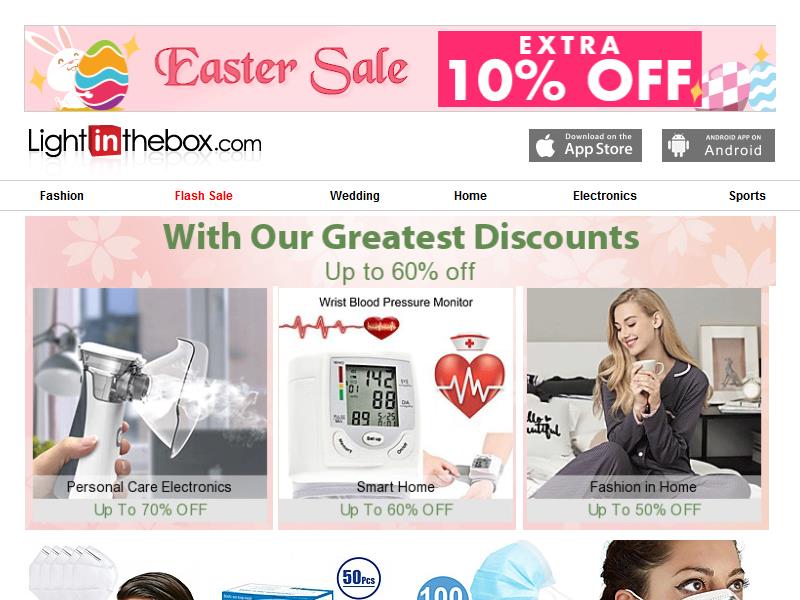 Easter Sale
EXTRA
10% OFF
Lightinthebox.com
Download on the
App Store
ANDROID APP ON
Android
Fashion
Flash Sale
Wedding
Home
Electronics
Sports
With Our Greatest Discounts
Up to 60% off
Wrist Blood Pressure Monitor
142
88
89
Set up
Personal Care Electronics
Up To 70% OFF
Smart Home
Up To 60% OFF
Fashion in Home
Up To 50% OFF
50Pcs
100